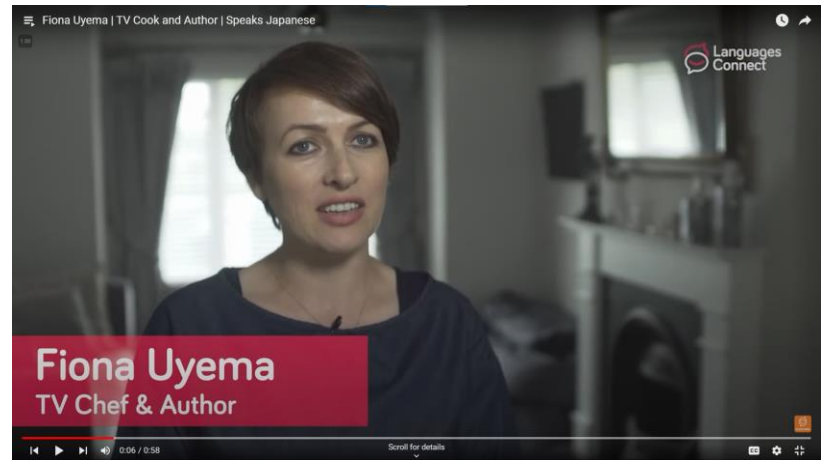 Fiona Uyema | TV Cook and Author | Speaks Japanese
Languages
Connect
Fiona Uyema
TV Chef & Author
0:06 / 0:58
Scroll for details
CC